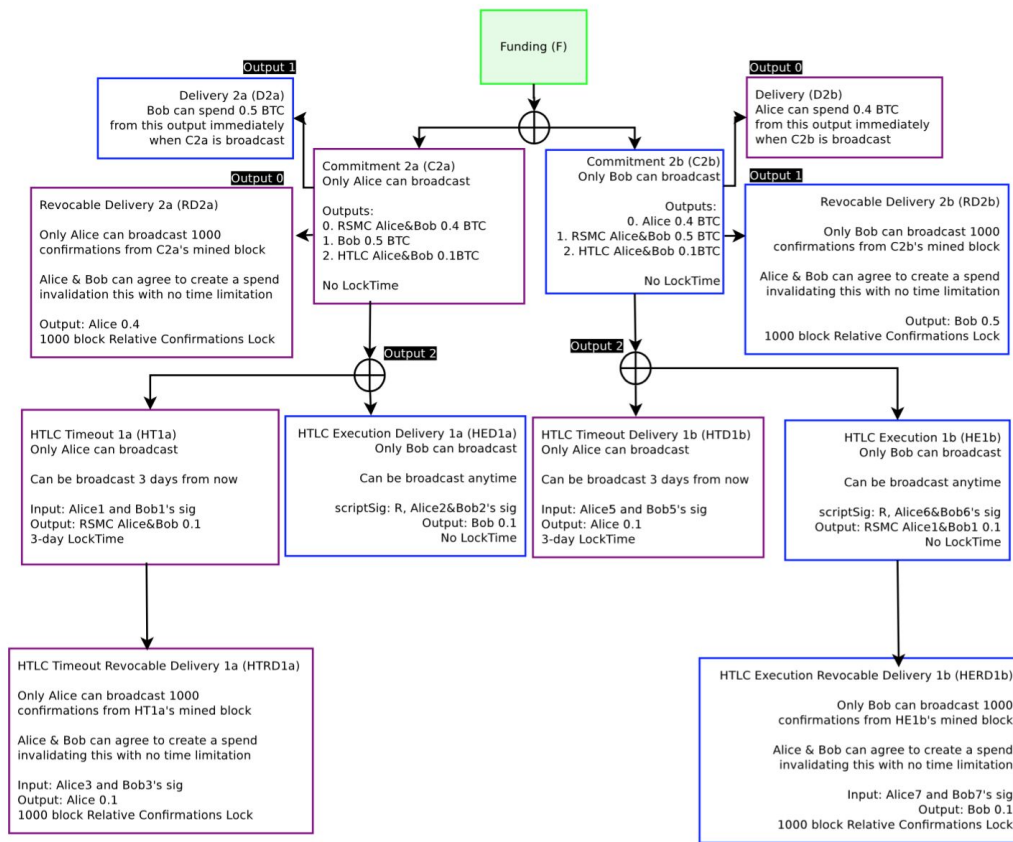 Funding (F)
Output 1
Delivery 2a (D2a)
Bob can spend 0.5 BTC
from this output immediately
when C2a is broadcast
Output 0
Delivery (D2b)
Alice can spend 0.4 BTC
from this output immediately
when C2b is broadcast
Commitment 2a (C2a)
Only Alice can broadcast
Outputs:
0. RSMC Alice&Bob 0.4 BTC
1. Bob 0.5 BTC
2. HTLC Alice&Bob 0.1BTC
No LockTime
Commitment 2b (C2b)
Only Bob can broadcast
Outputs:
0. Alice 0.4 BTC
1. RSMC Alice&Bob 0.5 BTC
2. HTLC Alice&Bob 0.1BTC
No LockTime
Output 0
Revocable Delivery 2a (RD2a)
Only Alice can broadcast 1000
confirmations from C2a's mined block
Alice & Bob can agree to create a spend
invalidation this with no time limitation
Output: Alice 0.4
1000 block Relative Confirmations Lock
Output 1
Revocable Delivery 2b (RD2b)
Only Bob can broadcast 1000
confirmations from C2b's mined block
Alice & Bob can agree to create a spend
invalidating this with no time limitation
Output: Bob 0.5
1000 block Relative Confirmations Lock
Output 2
Output 2
HTLC Timeout 1a (HT1a)
Only Alice can broadcast
Can be broadcast 3 days from now
Input: Alice1 and Bob1's sig
Output: RSMC Alice&Bob 0.1
3-day LockTime
HTLC Execution Delivery 1a (HED1a)
Only Bob can broadcast
Can be broadcast anytime
scriptSig: R, Alice2&Bob2's sig
Output: Bob 0.1
No LockTime
HTLC Timeout Delivery 1b (HTD1b)
Only Alice can broadcast
Can be broadcast 3 days from now
Input: Alice5 and Bob5's sig
Output: Alice 0.1
3-day LockTime
HTLC Execution 1b (HE1b)
Only Bob can broadcast
Can be broadcast anytime
scriptSig: R, Alice6&Bob6's sig
Output: RSMC Alice1&Bob1 0.1
No LockTime
HTLC Timeout Revocable Delivery 1a (HTRD1a)
Only Alice can broadcast 1000
confirmations from HT1a's mined block
Alice & Bob can agree to create a spend
invalidating this with no time limitation
Input: Alice3 and Bob3's sig
Output: Alice 0.1
1000 block Relative Confirmations Lock
HTLC Execution Revocable Delivery 1b (HERD1b)
Only Bob can broadcast 1000
confirmations from HE1b's mined block
Alice & Bob can agree to create a spend
invalidating this with no time limitation
Input: Alice7 and Bob7's sig
Output: Bob 0.1
1000 block Relative Confirmations Lock